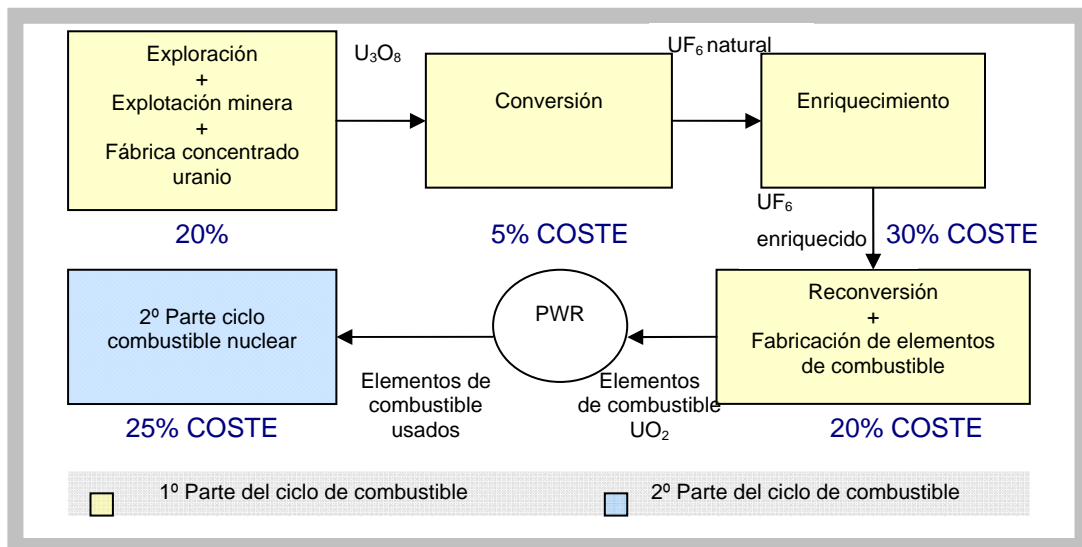 Exploración
+
Explotación minera
+
Fábrica concentrado
uranio
20%
U₃O₈
Conversión
5% COSTE
UF₆ natural
Enriquecimiento
UF₆
enriquecido
30% COSTE
Reconversión
+
Fabricación de elementos
de combustible
20% COSTE
Elementos
de combustible
UO₂
PWR
Elementos de
combustible
usados
2º Parte ciclo
combustible nuclear
25% COSTE
1º Parte del ciclo de combustible
2º Parte del ciclo de combustible